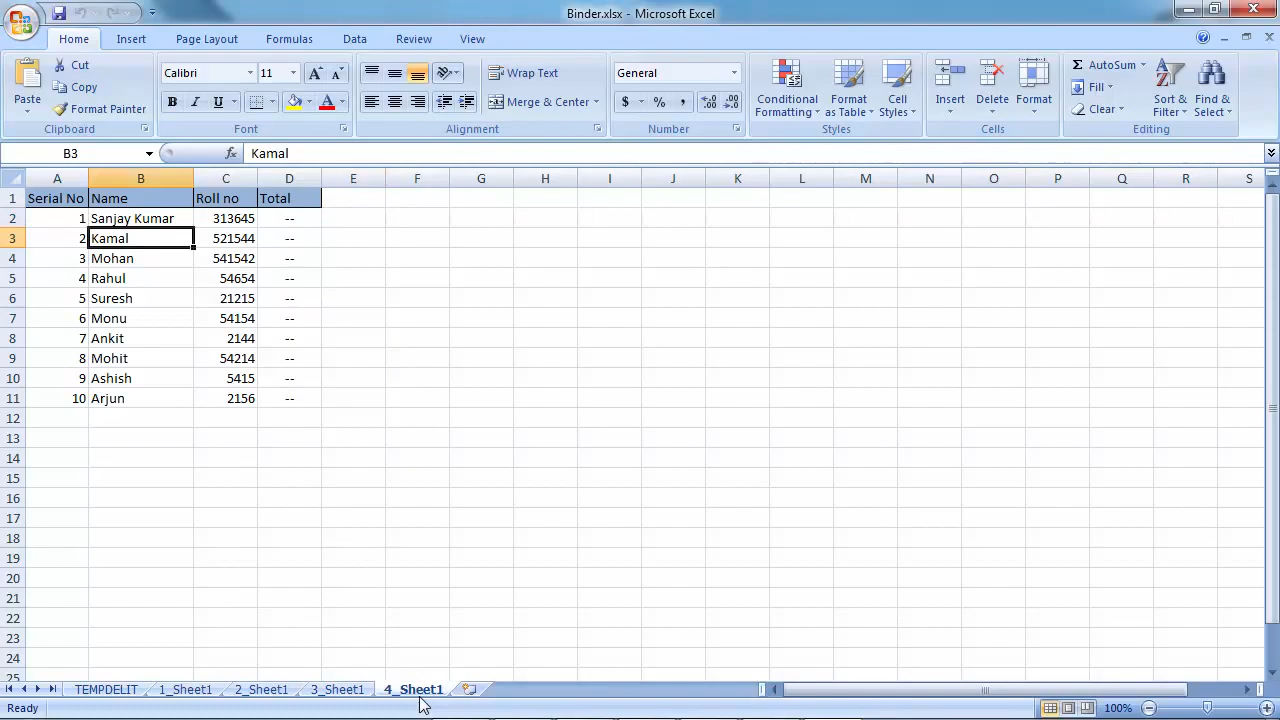 Binder.xlsx - Microsoft Excel
Home Insert Page Layout Formulas Data Review View
Paste Cut Copy Format Painter Clipboard
Calibri 11 B I U A Font
Wrap Text Merge & Center Alignment
General $ % , Number
Conditional Formatting Format as Table Cell Styles Styles
Insert Delete Format Cells
Σ AutoSum Fill Clear Sort & Filter Find & Select Editing
B3 fx Kamal
A B C D E F G H I J K L M N O P Q R S
1 Serial No Name Roll no Total
2 1 Sanjay Kumar 313645 --
3 2 Kamal 521544 --
4 3 Mohan 541542 --
5 4 Rahul 54654 --
6 5 Suresh 21215 --
7 6 Monu 54154 --
8 7 Ankit 2144 --
9 8 Mohit 54214 --
10 9 Ashish 5415 --
11 10 Arjun 2156 --
12
13
14
15
16
17
18
19
20
21
22
23
24
25
TEMPDELIT 1_Sheet1 2_Sheet1 3_Sheet1 4_Sheet1
Ready 100%